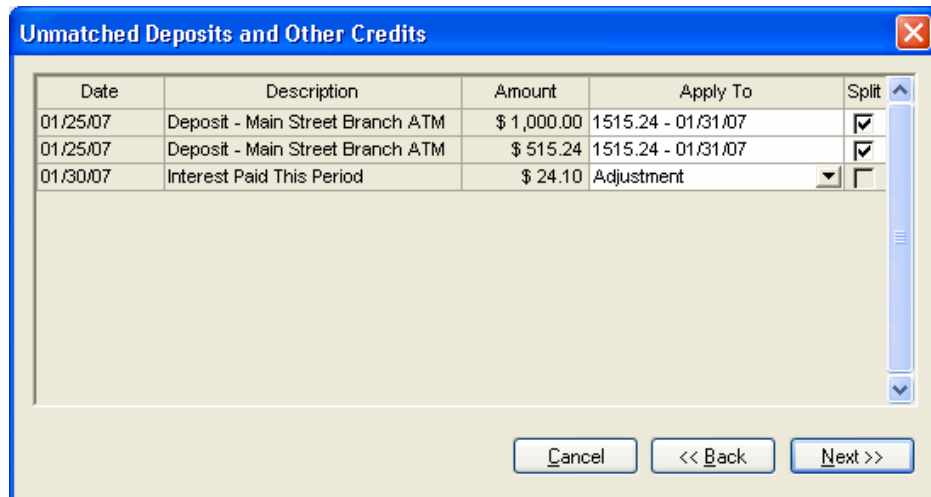 Unmatched Deposits and Other Credits
Date Description Amount Apply To Split
01/25/07 Deposit - Main Street Branch ATM $ 1,000.00 1515.24 - 01/31/07
01/25/07 Deposit - Main Street Branch ATM $ 515.24 1515.24 - 01/31/07
01/30/07 Interest Paid This Period $ 24.10 Adjustment
Cancel << Back Next >>